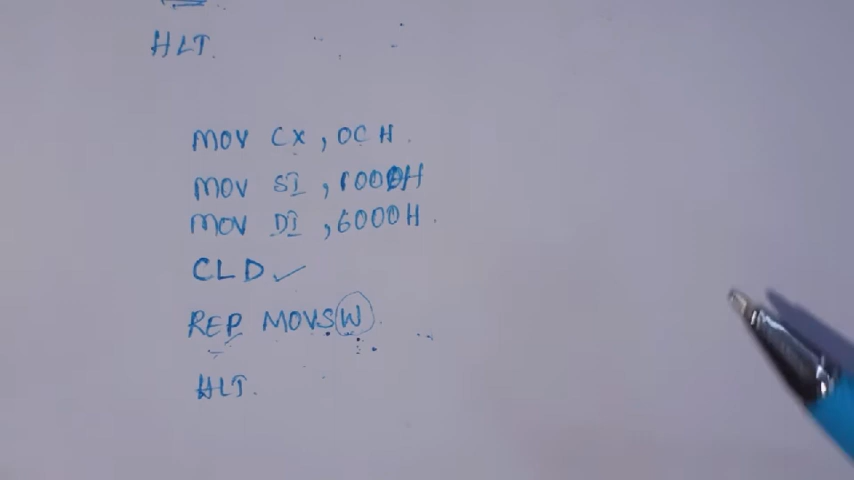 HLT.
MOV CX, 0CH.
MOV SI, 1000H
MOV DI, 6000H.
CLD ✓
REP MOVSW.
HLT.